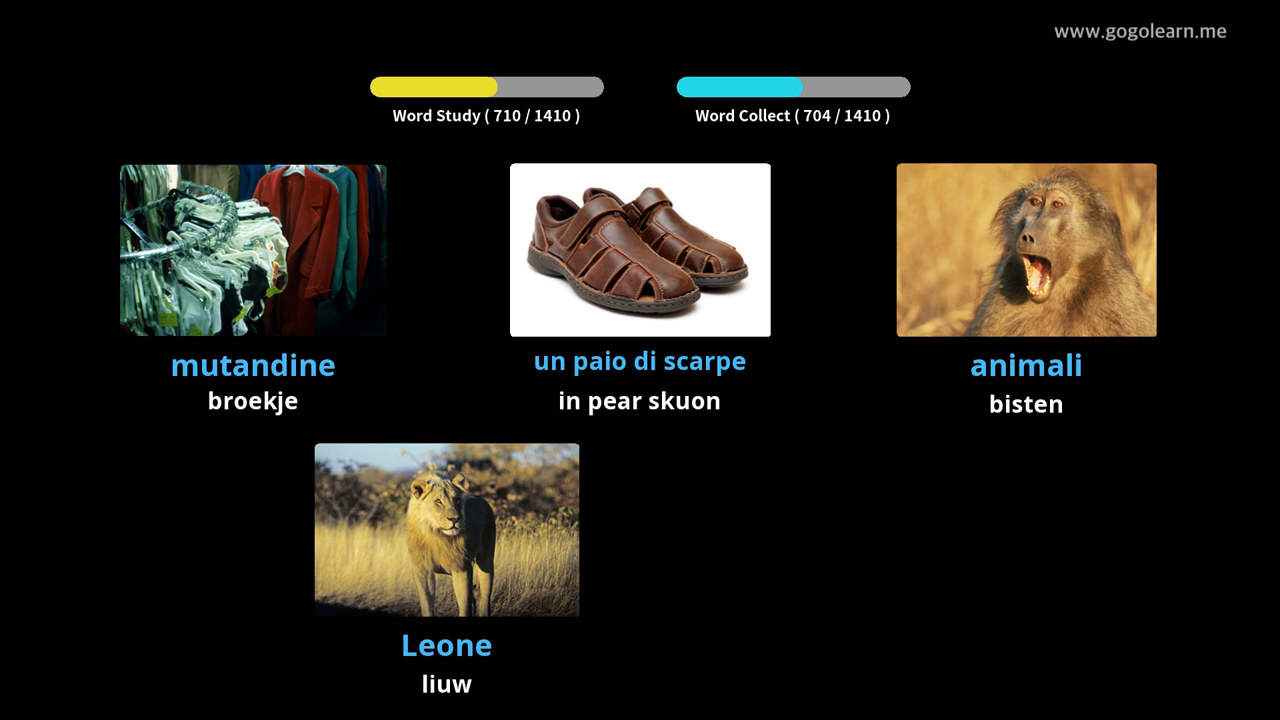 www.gogolearn.me
Word Study ( 710 / 1410 )
Word Collect ( 704 / 1410 )
mutandine
broekje
un paio di scarpe
in pear skuon
animali
bisten
Leone
liuw